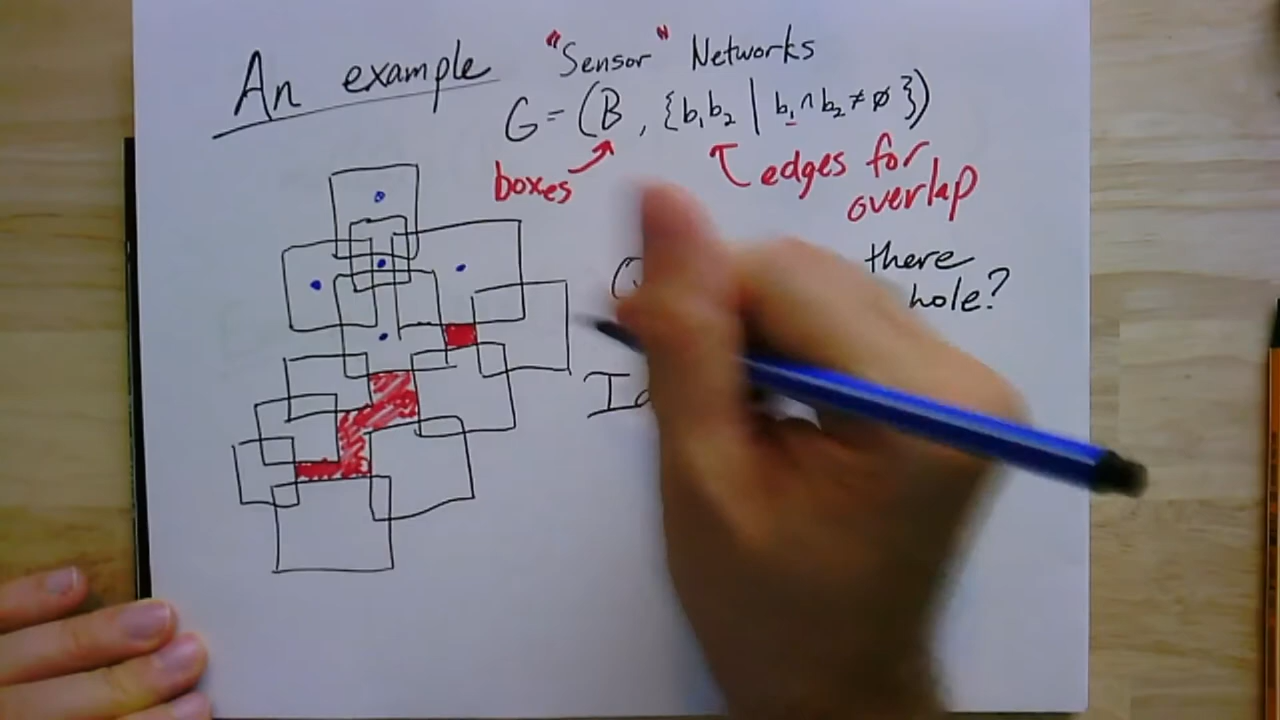 An example
"Sensor" Networks
G = (B, {b₁b₂ | b₁∩b₂ ≠ ∅})
boxes
edges for
overlap
there
hole?